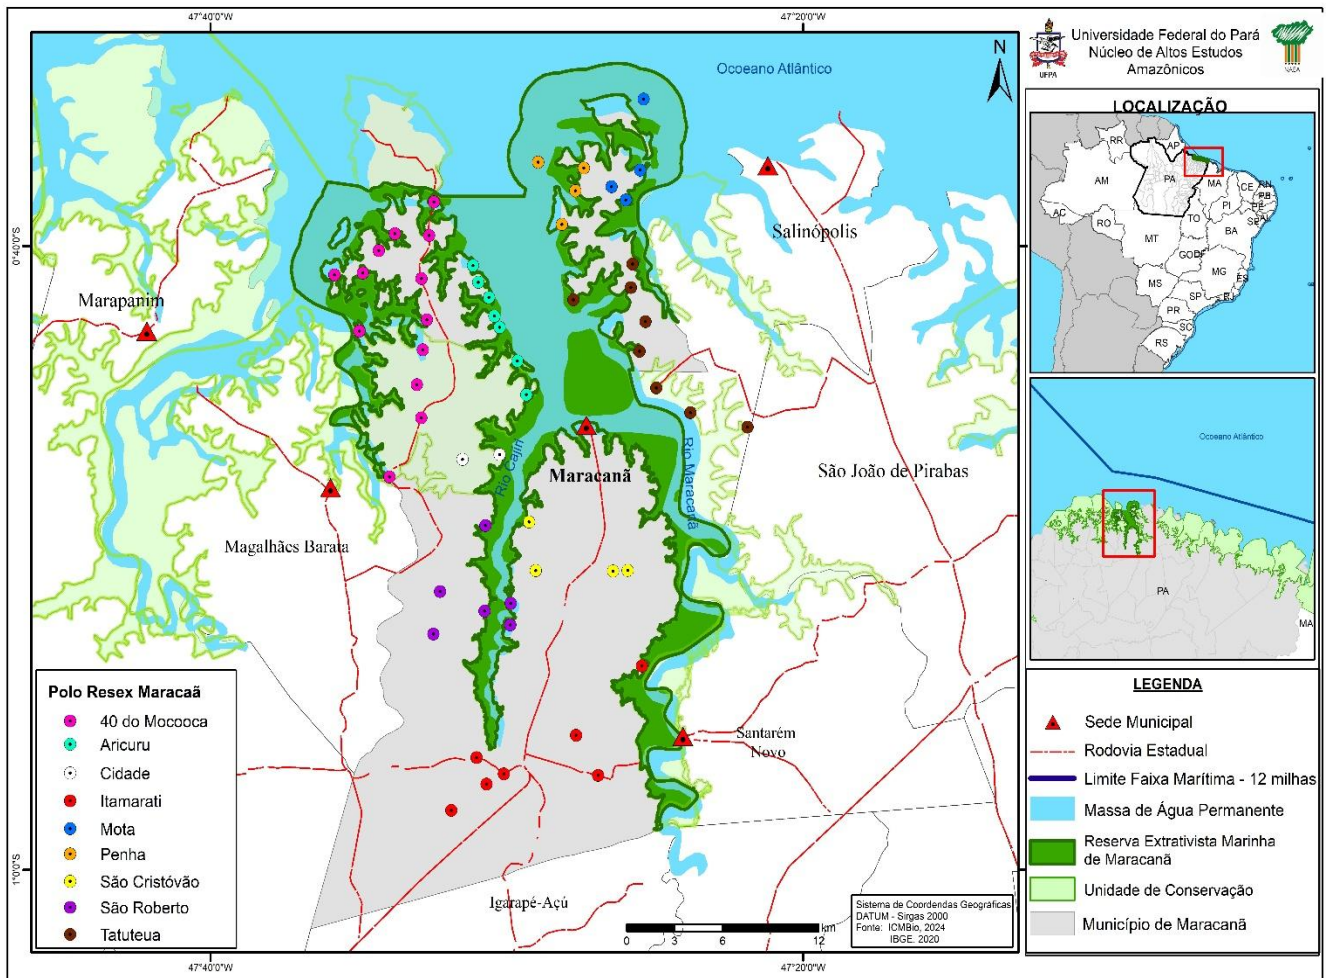 47°40'0"W
47°20'0"W
N
Ocoeano Atlântico
Salinópolis
0°40'0"S
Marapanim
Maracanã
Rio Cajiri
Rio Maracanã
São João de Pirabas
Magalhães Barata
Santarém
Novo
Igarapé-Açú
1°0'0"S
Polo Resex Maracaã
40 do Mocooca
Aricuru
Cidade
Itamarati
Mota
Penha
São Cristóvão
São Roberto
Tatuteua
0 3 6 12 km
Sistema de Coordendas Geográficas
DATUM - Sirgas 2000
Fonte: ICMBio, 2024
IBGE, 2020
47°40'0"W
47°20'0"W
UFPA
Universidade Federal do Pará
Núcleo de Altos Estudos
Amazônicos
NAEA
LOCALIZAÇÃO
RR
AP
AM
PA
MA
CE
RN
PB
PE
AL
SE
PI
AC
RO
TO
BA
MT
GO
DF
MG
ES
MS
SP
RJ
PR
SC
RS
Ocoeano Atlântico
PA
MA
LEGENDA
Sede Municipal
Rodovia Estadual
Limite Faixa Marítima - 12 milhas
Massa de Água Permanente
Reserva Extrativista Marinha
de Maracanã
Unidade de Conservação
Município de Maracanã